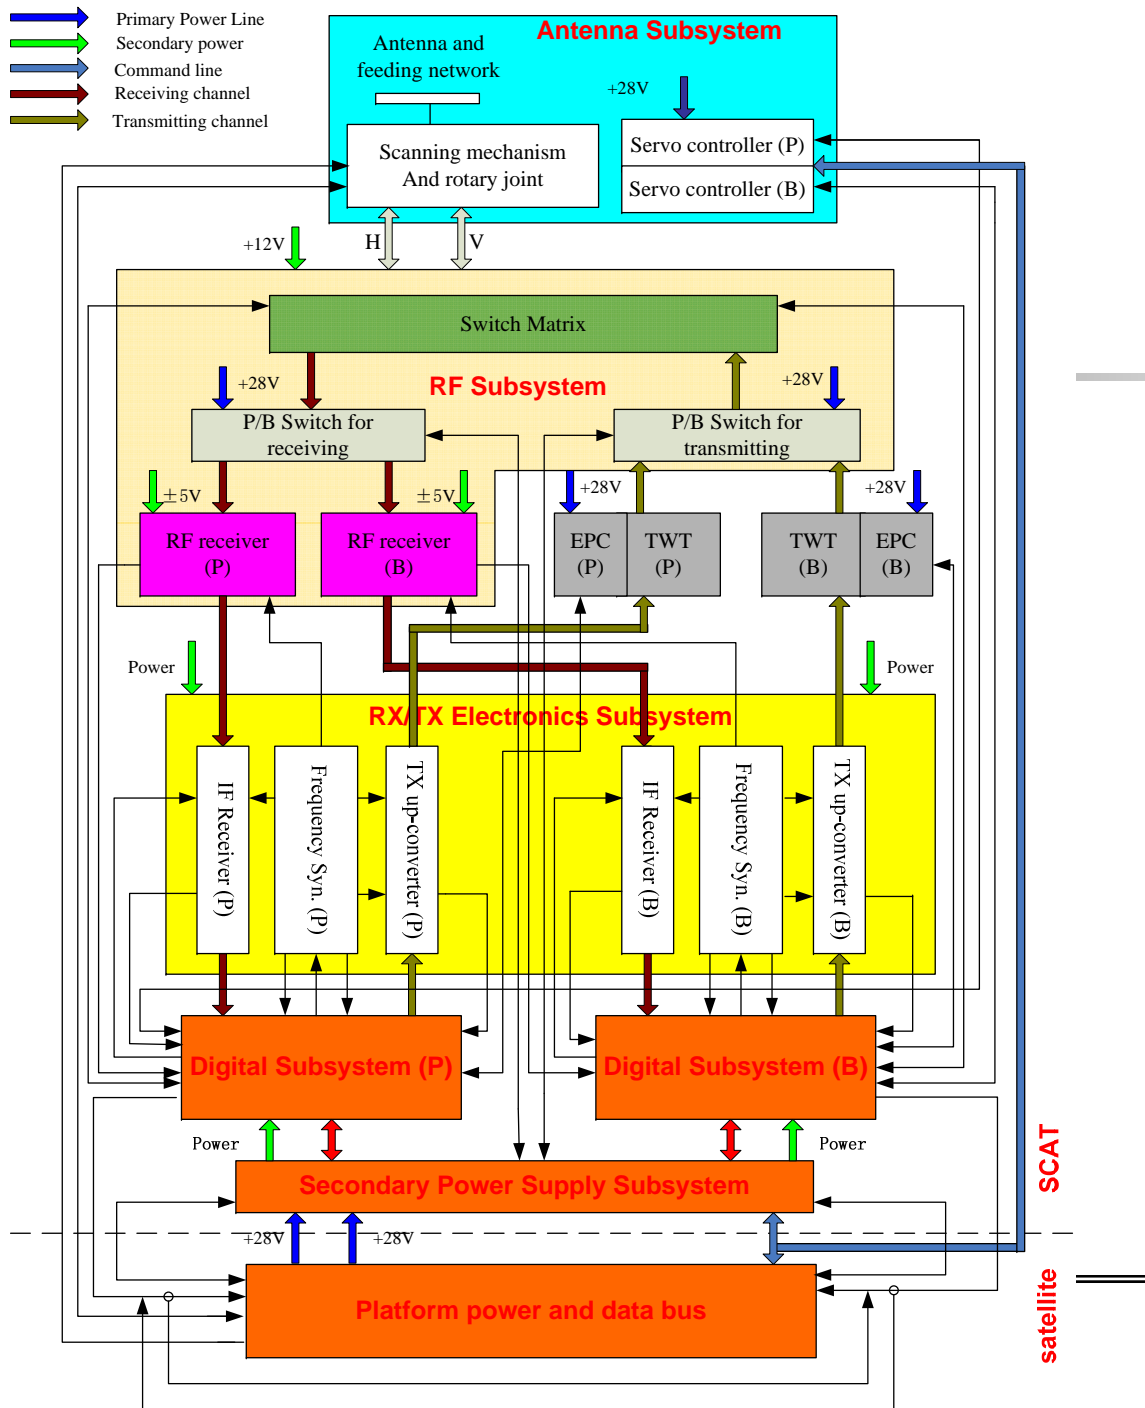 Primary Power Line
Secondary power
Command line
Receiving channel
Transmitting channel
Antenna Subsystem
Antenna and
feeding network
+28V
Scanning mechanism
And rotary joint
Servo controller (P)
Servo controller (B)
+12V
H
V
Switch Matrix
RF Subsystem
+28V
+28V
P/B Switch for
receiving
P/B Switch for
transmitting
±5V
±5V
+28V
+28V
RF receiver
(P)
RF receiver
(B)
EPC
(P)
TWT
(P)
TWT
(B)
EPC
(B)
Power
Power
RX/TX Electronics Subsystem
IF Receiver (P)
Frequency
Syn. (P)
TX up-converter (P)
IF Receiver (B)
Frequency
Syn. (B)
TX up-converter (B)
Digital Subsystem (P)
Digital Subsystem (B)
Power
Power
Secondary Power Supply Subsystem
SCAT
+28V
+28V
Platform power and data bus
satellite